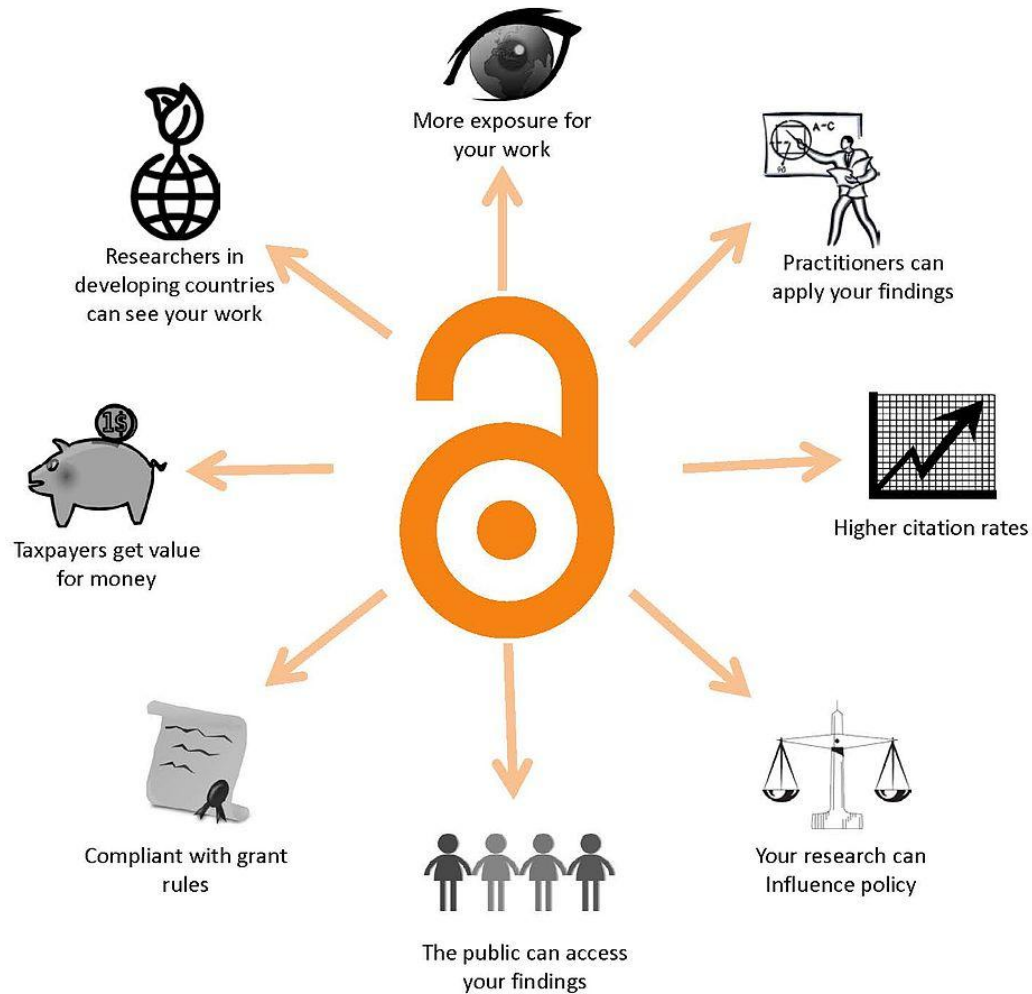 More exposure for
your work
A-C
Practitioners can
apply your findings
Researchers in
developing countries
can see your work
1$
Higher citation rates
Taxpayers get value
for money
Compliant with grant
rules
Your research can
Influence policy
The public can access
your findings